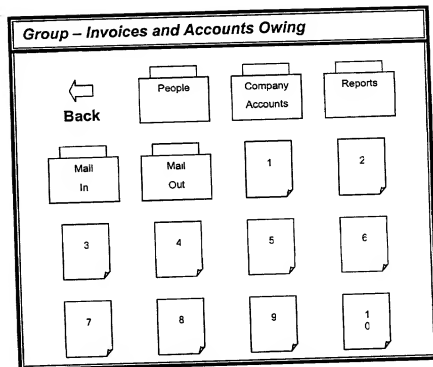 Group – Invoices and Accounts Owing
Back
People
Company
Accounts
Reports
Mail
In
Mail
Out
1
2
3
4
5
6
7
8
9
1
0